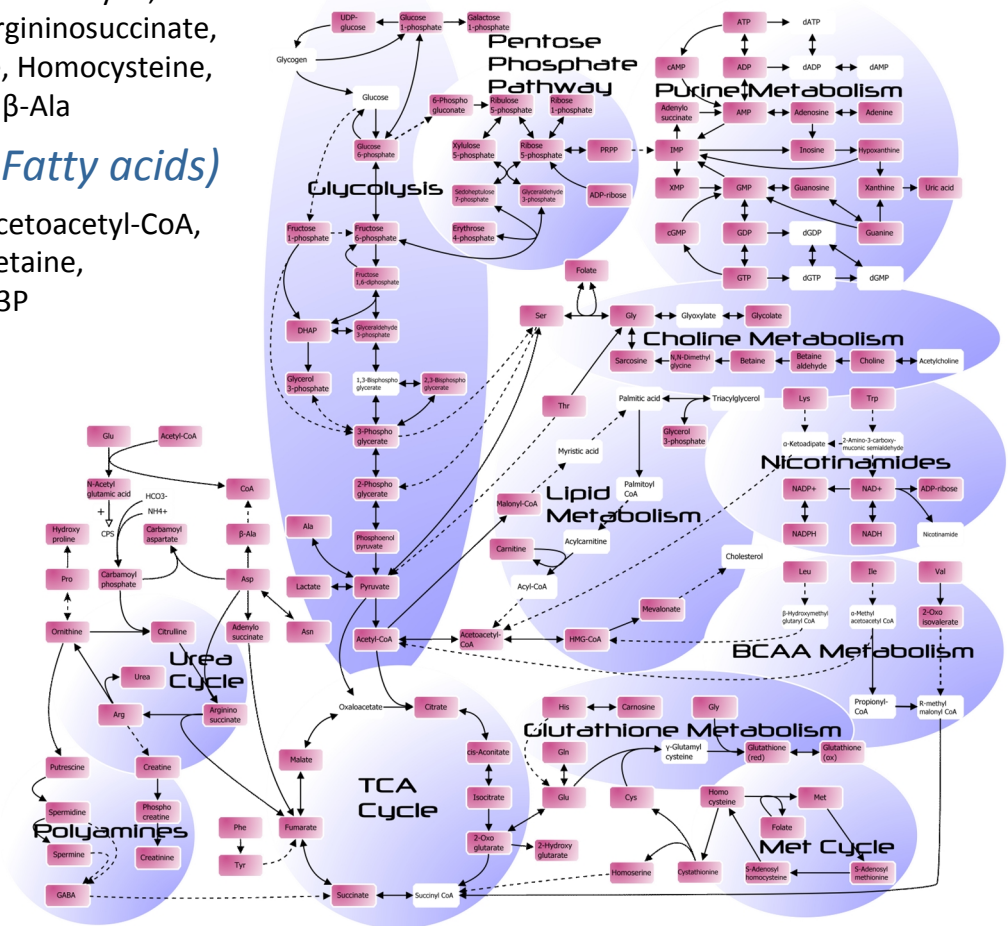 rgininosuccinate,
, Homocysteine,
β-Ala
Fatty acids)
cetoacetyl-CoA,
etaine,
3P
UDP-
glucose
Glucose
1-phosphate
Galactose
1-phosphate
Glycogen
Glucose
Glucose
6-phosphate
Glycolysis
Fructose
1-phosphate
Fructose
6-phosphate
Fructose
1,6-diphosphate
DHAP
Glyceraldehyde
3-phosphate
Glycerol
3-phosphate
1,3-Bisphospho
glycerate
2,3-Bisphospho
glycerate
3-Phospho
glycerate
2-Phospho
glycerate
Phosphoenol
pyruvate
Ala
Lactate
Pyruvate
Acetyl-CoA
Pentose
Phosphate
Pathway
6-Phospho
gluconate
Ribulose
5-phosphate
Ribose
1-phosphate
Xylulose
5-phosphate
Ribose
5-phosphate
PRPP
Sedoheptulose
7-phosphate
Glyceraldehyde
3-phosphate
ADP-ribose
Erythrose
4-phosphate
ATP
dATP
cAMP
ADP
dADP
dAMP
Purine Metabolism
Adenylo
succinate
AMP
Adenosine
Adenine
IMP
Inosine
Hypoxanthine
XMP
GMP
Guanosine
Xanthine
Uric acid
cGMP
GDP
dGDP
Guanine
GTP
dGTP
dGMP
Folate
Ser
Gly
Glyoxylate
Glycolate
Choline Metabolism
Sarcosine
N,N-Dimethyl
glycine
Betaine
Betaine
aldehyde
Choline
Acetylcholine
Thr
Palmitic acid
Triacylglycerol
Glycerol
3-phosphate
Myristic acid
Malonyl-CoA
Palmitoyl
CoA
Lipid
Metabolism
Carnitine
Acylcarnitine
Acyl-CoA
Cholesterol
Mevalonate
Acetoacetyl-
CoA
HMG-CoA
Lys
Trp
α-Ketoadipate
2-Amino-3-carboxy-
muconic semialdehyde
Nicotinamides
NADP+
NAD+
ADP-ribose
NADPH
NADH
Nicotinamide
Leu
Ile
Val
β-Hydroxymethyl
glutaryl CoA
α-Methyl
acetoacetyl CoA
2-Oxo
isovalerate
BCAA Metabolism
Propionyl-
CoA
R-methyl
malonyl CoA
Glu
Acetyl-CoA
N-Acetyl
glutamic acid
HCO3-
NH4+
+
CPS
CoA
Hydroxy
proline
Carbamoyl
aspartate
β-Ala
Pro
Carbamoyl
phosphate
Asp
Ornithine
Citrulline
Adenylo
succinate
Asn
Urea
Cycle
Urea
Arg
Arginino
succinate
Putrescine
Creatine
Spermidine
Phospho
creatine
Polyamines
Spermine
Creatinine
GABA
Phe
Tyr
Oxaloacetate
Citrate
Malate
cis-Aconitate
TCA
Cycle
Isocitrate
Fumarate
2-Oxo
glutarate
2-Hydroxy
glutarate
Succinate
Succinyl CoA
His
Carnosine
Gly
Glutathione Metabolism
Gln
γ-Glutamyl
cysteine
Glutathione
(red)
Glutathione
(ox)
Glu
Cys
Homo
cysteine
Met
Folate
Met Cycle
Homoserine
Cystathionine
S-Adenosyl
homocysteine
S-Adenosyl
methionine